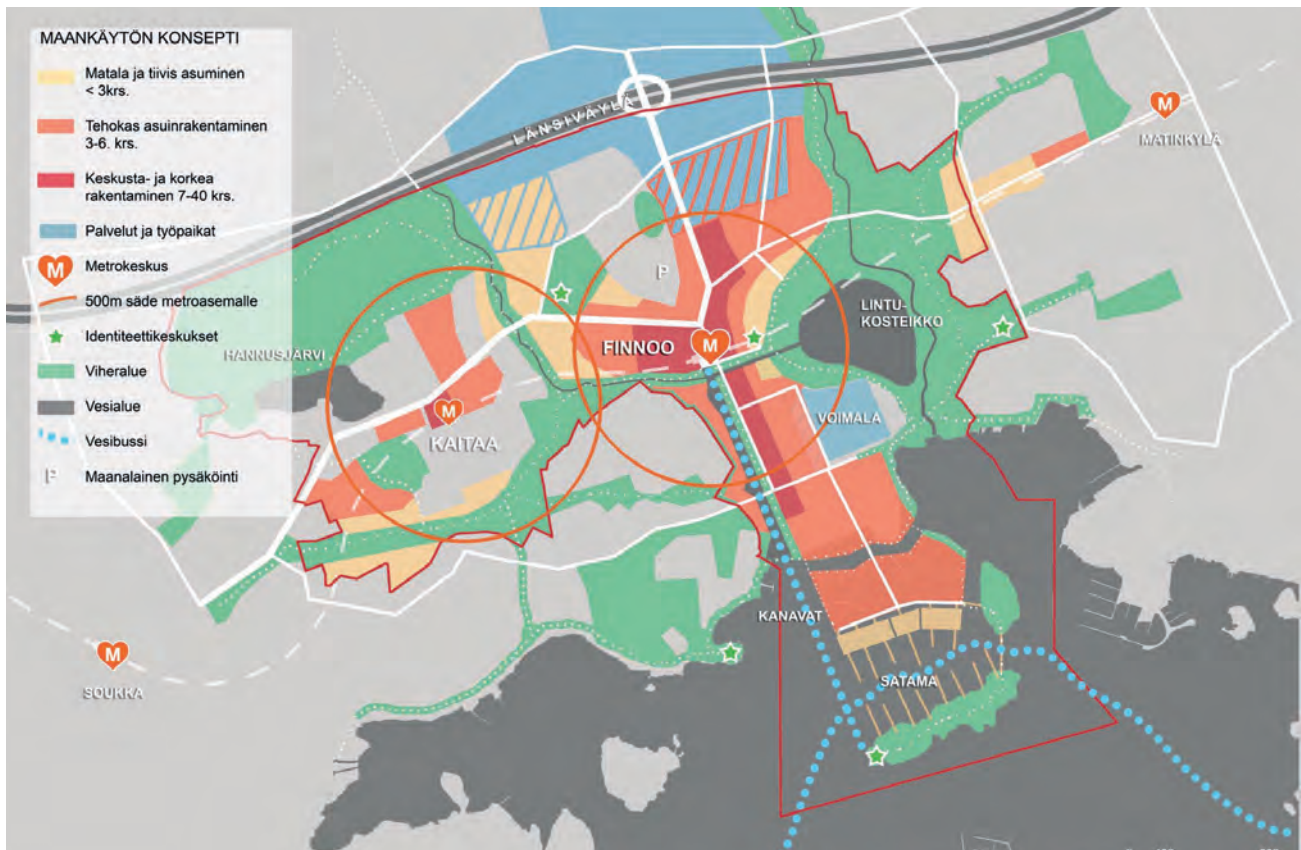 MAANKÄYTÖN KONSEPTI
Matala ja tiivis asuminen
< 3krs.
Tehokas asuinrakentaminen
3-6. krs.
Keskusta- ja korkea
rakentaminen 7-40 krs.
Palvelut ja työpaikat
M
Metrokeskus
500m säde metroasemalle
Identiteettikeskukset
Viheralue
Vesialue
Vesibussi
P
Maanalainen pysäköinti
LÄNSIVÄYLÄ
M
MATINKYLÄ
P
LINTU-
KOSTEIKKO
HANNUSJÄRVI
FINNOO
M
M
KAITAA
VOIMALA
KANAVAT
SATAMA
M
SOUKKA